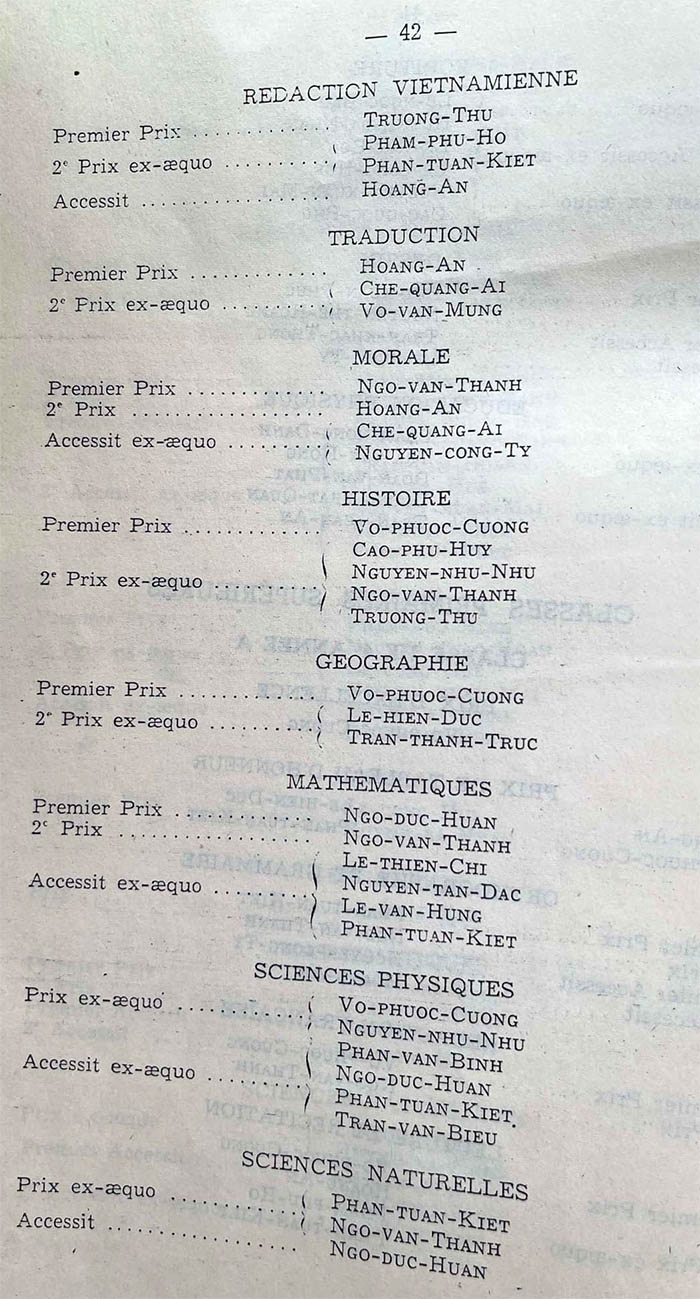 — 42 —
REDACTION VIETNAMIENNE
Premier Prix .............. TRUONG-THU
2e Prix ex-æquo .......... PHAM-PHU-HO
PHAN-TUAN-KIET
Accessit .................. HOANG-AN
TRADUCTION
Premier Prix .............. HOANG-AN
2e Prix ex-æquo .......... CHE-QUANG-AI
VO-VAN-MUNG
MORALE
Premier Prix .............. NGO-VAN-THANH
2e Prix .................. HOANG-AN
Accessit ex-æquo .......... CHE-QUANG-AI
NGUYEN-CONG-TY
HISTOIRE
Premier Prix .............. VO-PHUOC-CUONG
2e Prix ex-æquo .......... CAO-PHU-HUY
NGUYEN-NHU-NHU
NGO-VAN-THANH
TRUONG-THU
GEOGRAPHIE
Premier Prix .............. VO-PHUOC-CUONG
2e Prix ex-æquo .......... LE-HIEN-DUC
TRAN-THANH-TRUC
MATHEMATIQUES
Premier Prix .............. NGO-DUC-HUAN
2e Prix .................. NGO-VAN-THANH
Accessit ex-æquo .......... LE-THIEN-CHI
NGUYEN-TAN-DAC
LE-VAN-HUNG
PHAN-TUAN-KIET
SCIENCES PHYSIQUES
Prix ex-æquo .............. VO-PHUOC-CUONG
NGUYEN-NHU-NHU
Accessit ex-æquo .......... PHAN-VAN-BINH
NGO-DUC-HUAN
PHAN-TUAN-KIET.
TRAN-VAN-BIEU
SCIENCES NATURELLES
Prix ex-æquo .............. PHAN-TUAN-KIET
NGO-VAN-THANH
Accessit .................. NGO-DUC-HUAN